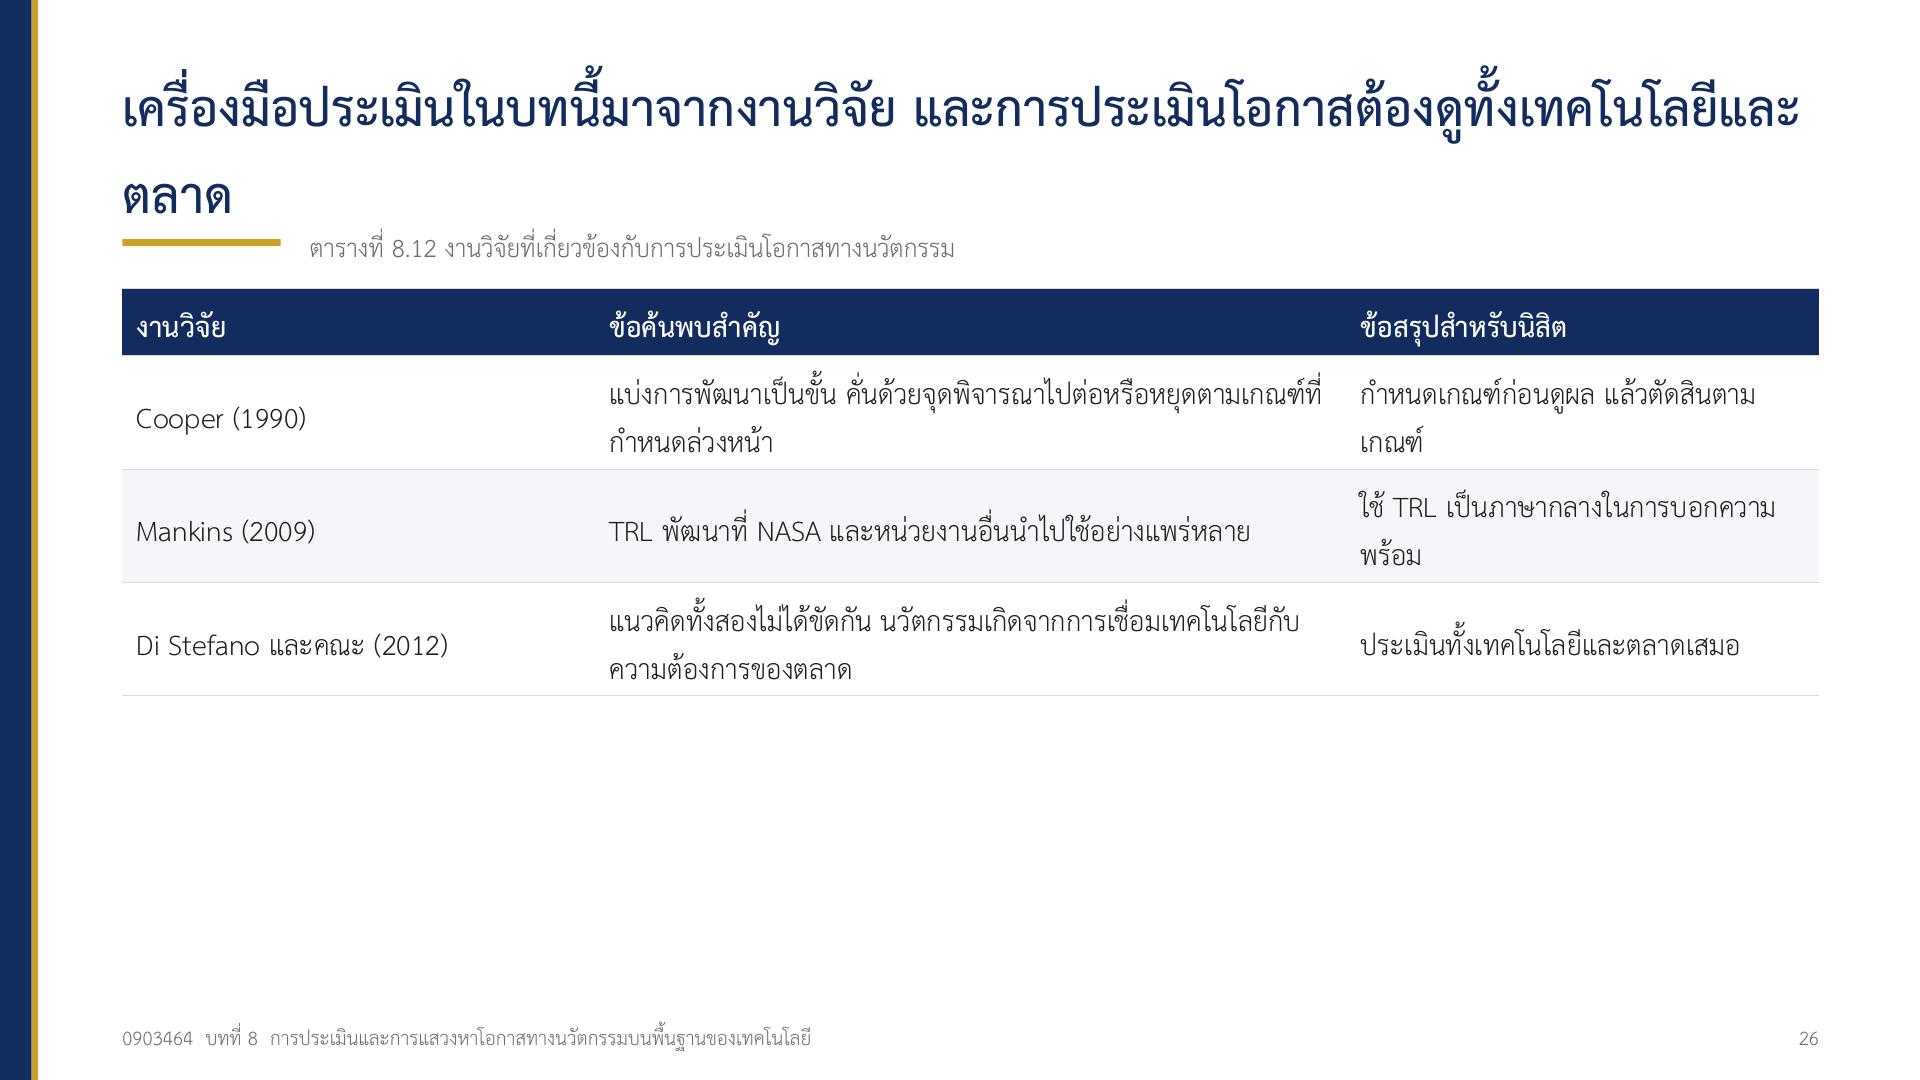 เครื่องมือประเมินในบทนี้มาจากงานวิจัย และการประเมินโอกาสต้องดูทั้งเทคโนโลยีและ
ตลาด
ตารางที่ 8.12 งานวิจัยที่เกี่ยวข้องกับการประเมินโอกาสทางนวัตกรรม
งานวิจัย ข้อค้นพบสำคัญ ข้อสรุปสำหรับนิสิต
Cooper (1990)
แบ่งการพัฒนาเป็นขั้น คั่นด้วยจุดพิจารณาไปต่อหรือหยุดตามเกณฑ์ที่
กำหนดล่วงหน้า
กำหนดเกณฑ์ก่อนดูผล แล้วตัดสินตาม
เกณฑ์
Mankins (2009)
TRL พัฒนาที่ NASA และหน่วยงานอื่นนำไปใช้อย่างแพร่หลาย
ใช้ TRL เป็นภาษากลางในการบอกความ
พร้อม
Di Stefano และคณะ (2012)
แนวคิดทั้งสองไม่ได้ขัดกัน นวัตกรรมเกิดจากการเชื่อมเทคโนโลยีกับ
ความต้องการของตลาด
ประเมินทั้งเทคโนโลยีและตลาดเสมอ
0903464 บทที่ 8 การประเมินและการแสวงหาโอกาสทางนวัตกรรมบนพื้นฐานของเทคโนโลยี
26